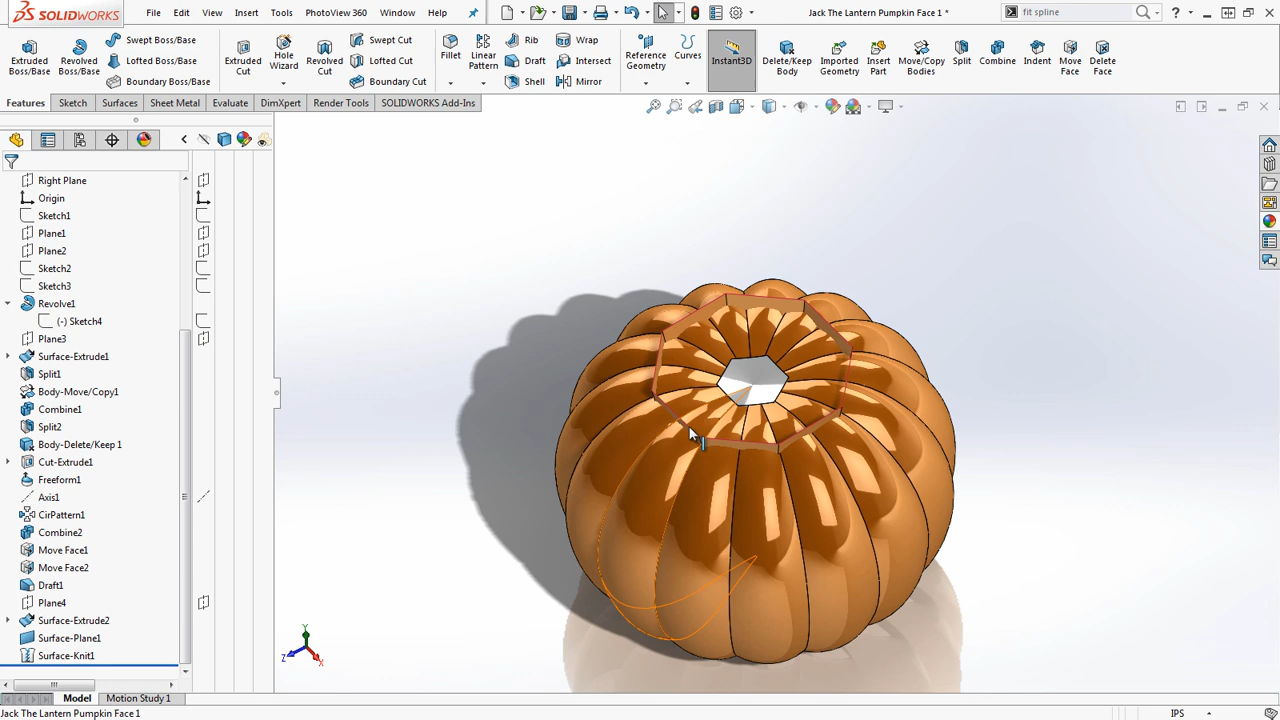 SOLIDWORKS File Edit View Insert Tools PhotoView 360 Window Help Jack The Lantern Pumpkin Face 1 * fit spline ?
Extruded Boss/Base Revolved Boss/Base Swept Boss/Base Lofted Boss/Base Boundary Boss/Base Extruded Cut Hole Wizard Revolved Cut Swept Cut Lofted Cut Boundary Cut Fillet Linear Pattern Rib Draft Shell Wrap Intersect Mirror Reference Geometry Curves Instant3D Delete/Keep Body Imported Geometry Insert Part Move/Copy Bodies Split Combine Indent Move Face Delete Face
Features Sketch Surfaces Sheet Metal Evaluate DimXpert Render Tools SOLIDWORKS Add-Ins
Right Plane
Origin
Sketch1
Plane1
Plane2
Sketch2
Sketch3
Revolve1
(-) Sketch4
Plane3
Surface-Extrude1
Split1
Body-Move/Copy1
Combine1
Split2
Body-Delete/Keep 1
Cut-Extrude1
Freeform1
Axis1
CirPattern1
Combine2
Move Face1
Move Face2
Draft1
Plane4
Surface-Extrude2
Surface-Plane1
Surface-Knit1
Y
Z X
Model Motion Study 1
Jack The Lantern Pumpkin Face 1 IPS